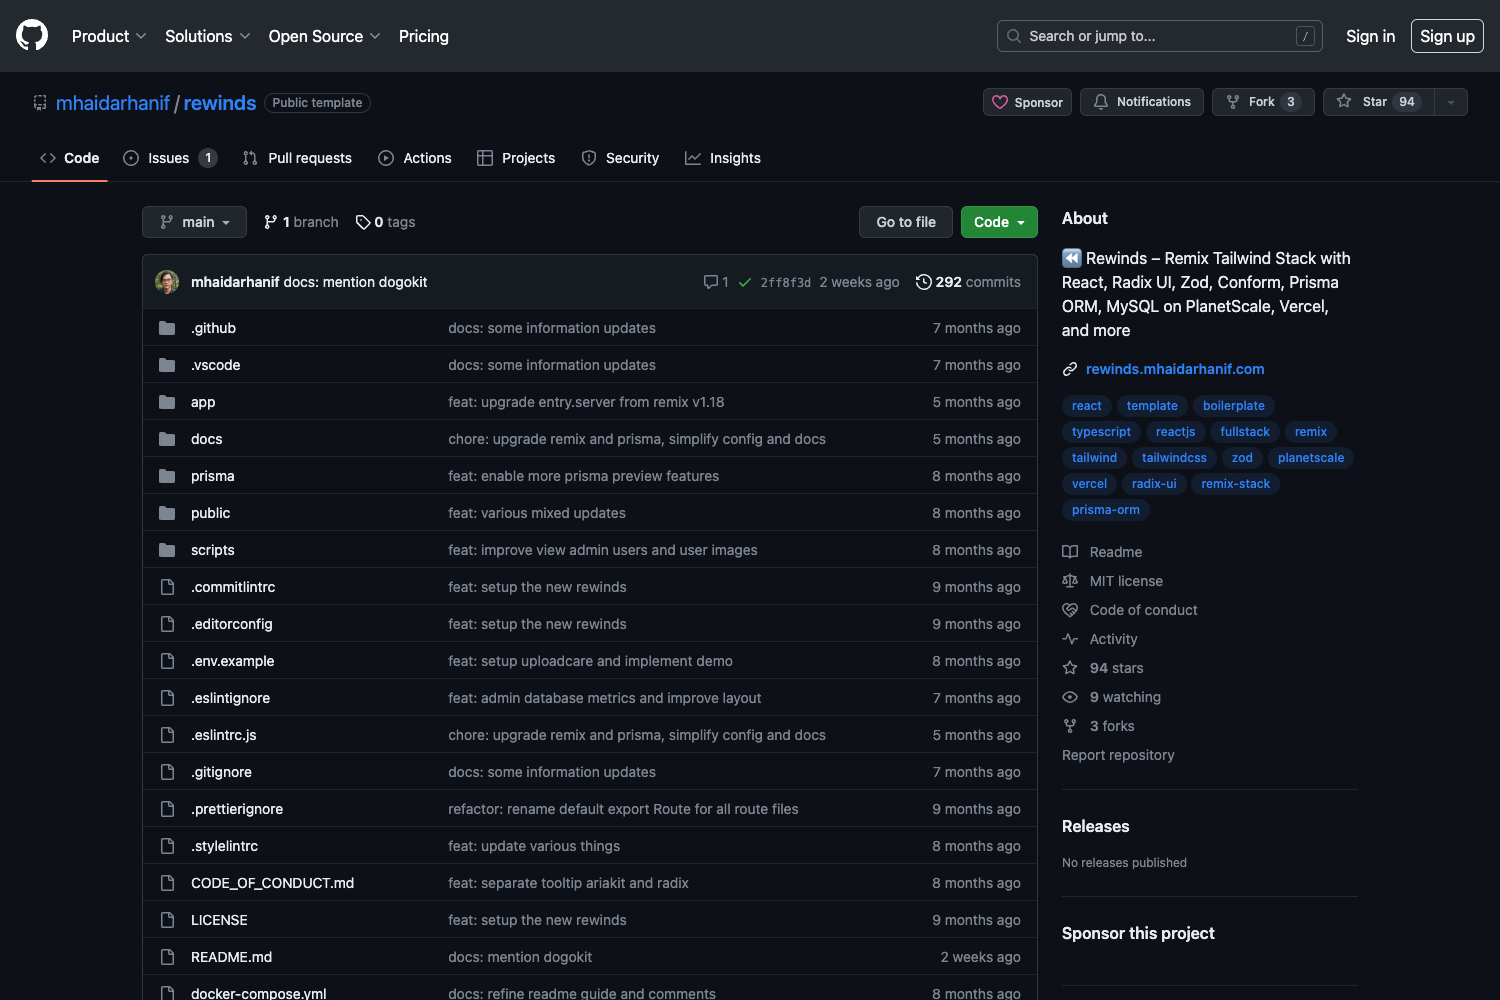 Product Solutions Open Source Pricing Search or jump to... / Sign in Sign up
mhaidarhanif / rewinds Public template Sponsor Notifications Fork 3 Star 94
Code Issues 1 Pull requests Actions Projects Security Insights
main 1 branch 0 tags Go to file Code
mhaidarhanif docs: mention dogokit 1 2ff8f3d 2 weeks ago 292 commits
.github docs: some information updates 7 months ago
.vscode docs: some information updates 7 months ago
app feat: upgrade entry.server from remix v1.18 5 months ago
docs chore: upgrade remix and prisma, simplify config and docs 5 months ago
prisma feat: enable more prisma preview features 8 months ago
public feat: various mixed updates 8 months ago
scripts feat: improve view admin users and user images 8 months ago
.commitlintrc feat: setup the new rewinds 9 months ago
.editorconfig feat: setup the new rewinds 9 months ago
.env.example feat: setup uploadcare and implement demo 8 months ago
.eslintignore feat: admin database metrics and improve layout 7 months ago
.eslintrc.js chore: upgrade remix and prisma, simplify config and docs 5 months ago
.gitignore docs: some information updates 7 months ago
.prettierignore refactor: rename default export Route for all route files 9 months ago
.stylelintrc feat: update various things 8 months ago
CODE_OF_CONDUCT.md feat: separate tooltip ariakit and radix 8 months ago
LICENSE feat: setup the new rewinds 9 months ago
README.md docs: mention dogokit 2 weeks ago
docker-compose.yml docs: refine readme guide and comments 8 months ago
About
⏪ Rewinds – Remix Tailwind Stack with
React, Radix UI, Zod, Conform, Prisma
ORM, MySQL on PlanetScale, Vercel,
and more
rewinds.mhaidarhanif.com
react template boilerplate
typescript reactjs fullstack remix
tailwind tailwindcss zod planetscale
vercel radix-ui remix-stack
prisma-orm
Readme
MIT license
Code of conduct
Activity
94 stars
9 watching
3 forks
Report repository
Releases
No releases published
Sponsor this project